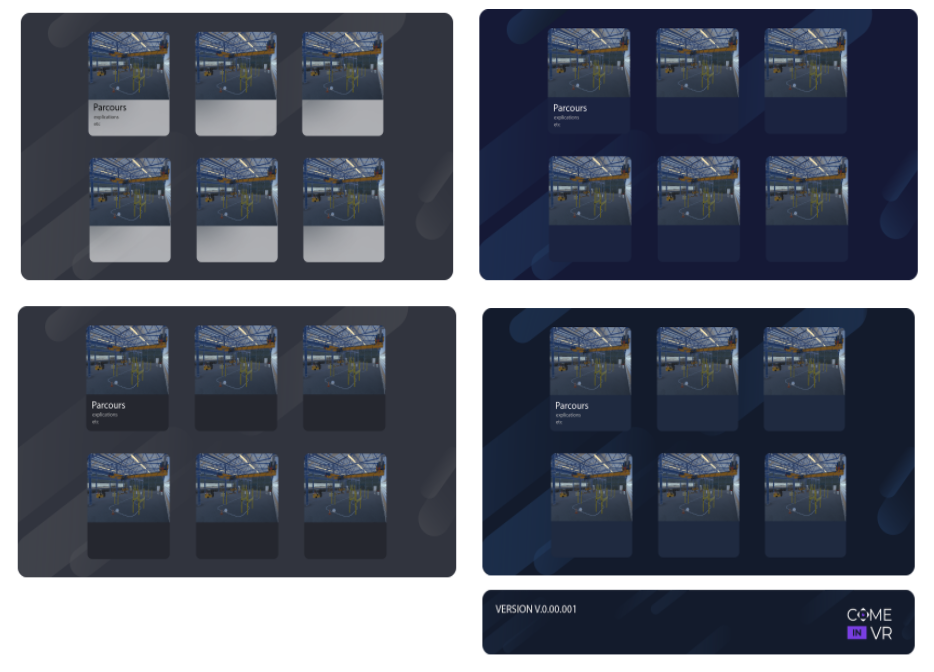 Parcours
explications
etc
Parcours
explications
etc
Parcours
explications
etc
Parcours
explications
etc
VERSION V.0.00.001
COME
IN VR